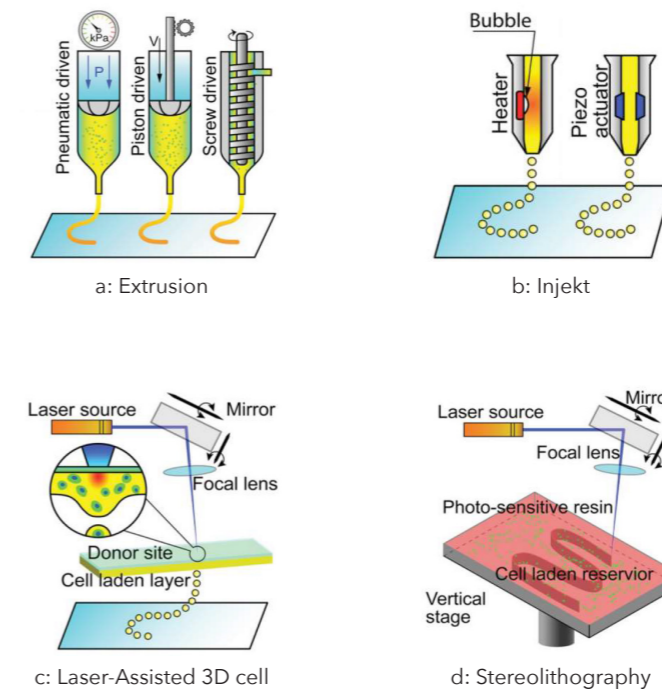 kPa
P
V
Pneumatic driven
Piston driven
Screw driven
a: Extrusion
Bubble
Heater
Piezo
actuator
b: Injekt
Laser source
Mirror
Focal lens
Donor site
Cell laden layer
c: Laser-Assisted 3D cell
Laser source
Mirro
Focal lens
Photo-sensitive resin
Cell laden reservior
Vertical
stage
d: Stereolithography